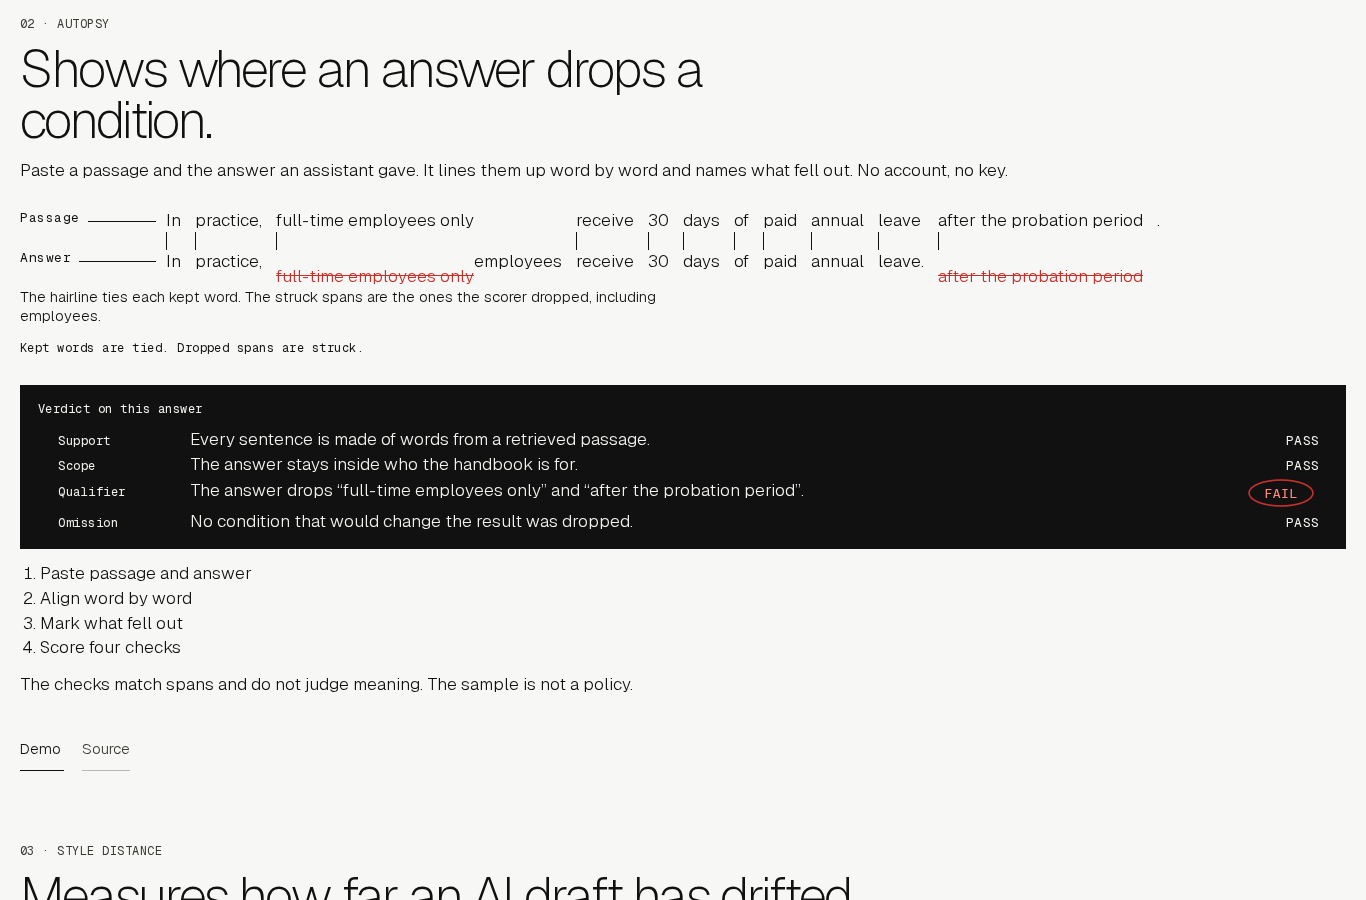 02 · AUTOPSY
Shows where an answer drops a
condition.
Paste a passage and the answer an assistant gave. It lines them up word by word and names what fell out. No account, no key.
Passage In practice, full-time employees only receive 30 days of paid annual leave after the probation period .
Answer In practice, full-time employees only employees receive 30 days of paid annual leave. after the probation period
The hairline ties each kept word. The struck spans are the ones the scorer dropped, including
employees.
Kept words are tied. Dropped spans are struck.
Verdict on this answer
Support Every sentence is made of words from a retrieved passage. PASS
Scope The answer stays inside who the handbook is for. PASS
Qualifier The answer drops “full-time employees only” and “after the probation period”. FAIL
Omission No condition that would change the result was dropped. PASS
1. Paste passage and answer
2. Align word by word
3. Mark what fell out
4. Score four checks
The checks match spans and do not judge meaning. The sample is not a policy.
Demo Source
03 · STYLE DISTANCE
Measures how far an AI draft has drifted